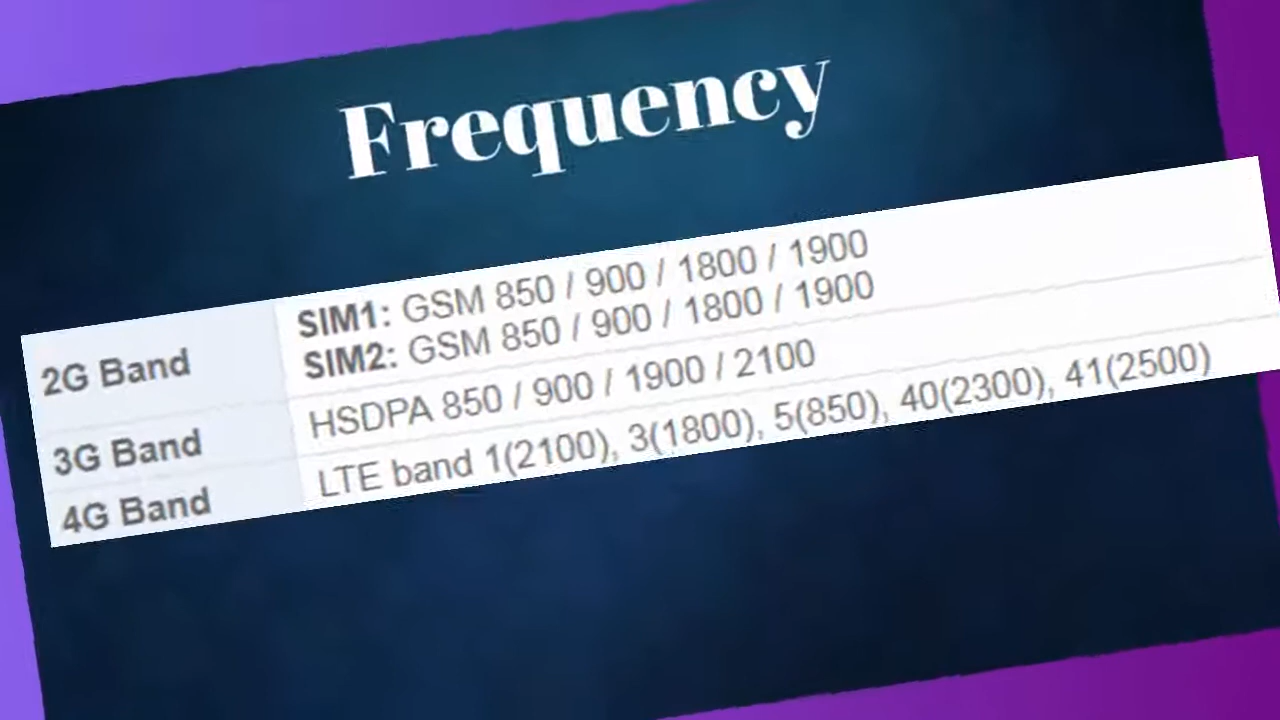 Frequency
2G Band
SIM1: GSM 850 / 900 / 1800 / 1900
SIM2: GSM 850 / 900 / 1800 / 1900
3G Band
HSDPA 850 / 900 / 1900 / 2100
4G Band
LTE band 1(2100), 3(1800), 5(850), 40(2300), 41(2500)